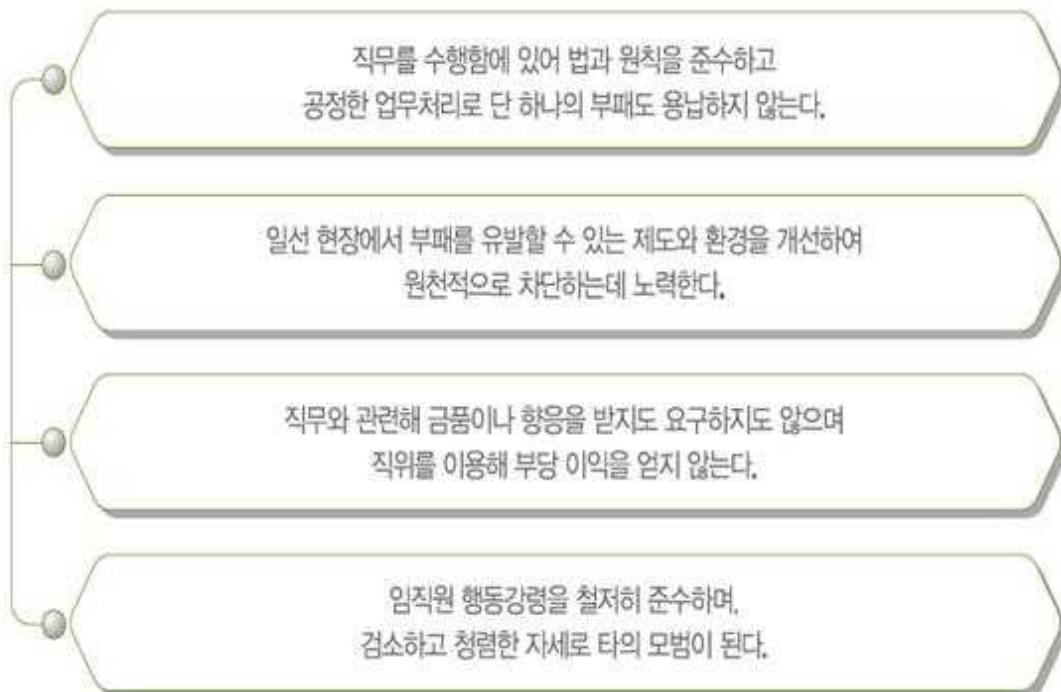 직무를 수행함에 있어 법과 원칙을 준수하고
공정한 업무처리로 단 하나의 부패도 용납하지 않는다.
일선 현장에서 부패를 유발할 수 있는 제도와 환경을 개선하여
원천적으로 차단하는데 노력한다.
직무와 관련해 금품이나 향응을 받지도 요구하지도 않으며
직위를 이용해 부당 이익을 얻지 않는다.
임직원 행동강령을 철저히 준수하며,
검소하고 청렴한 자세로 타의 모범이 된다.